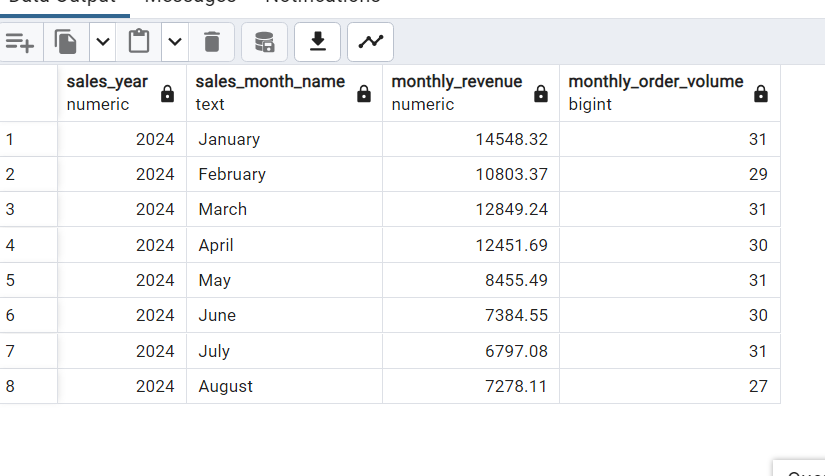 Data Output Messages Notifications
sales_year numeric sales_month_name text monthly_revenue numeric monthly_order_volume bigint
1 2024 January 14548.32 31
2 2024 February 10803.37 29
3 2024 March 12849.24 31
4 2024 April 12451.69 30
5 2024 May 8455.49 31
6 2024 June 7384.55 30
7 2024 July 6797.08 31
8 2024 August 7278.11 27